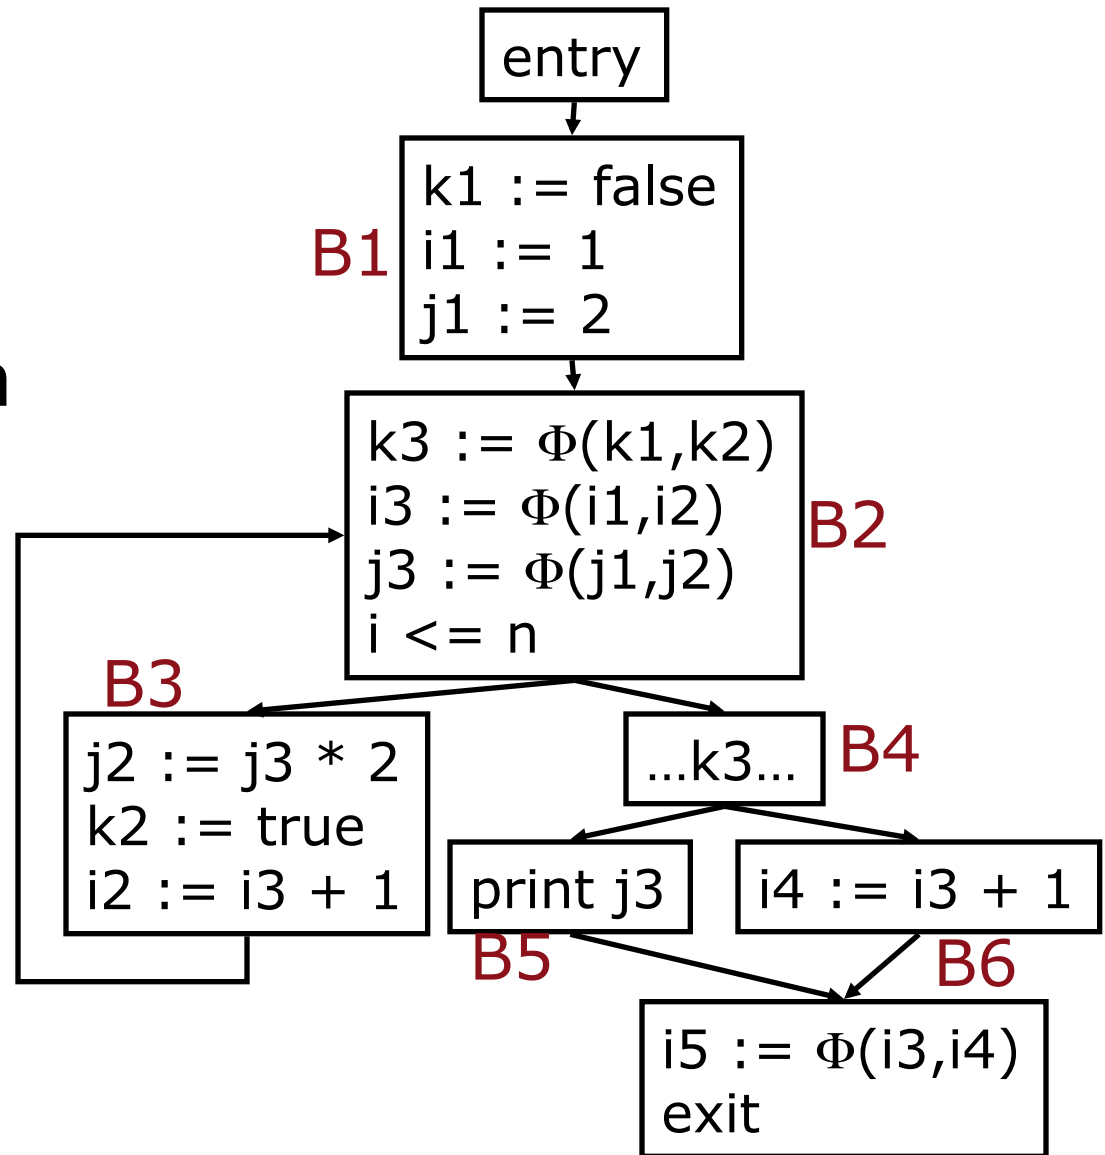 entry
B1
k1 := false
i1 := 1
j1 := 2
n
k3 := Φ(k1,k2)
i3 := Φ(i1,i2)
j3 := Φ(j1,j2)
i <= n
B2
B3
j2 := j3 * 2
k2 := true
i2 := i3 + 1
...k3...
B4
print j3
B5
i4 := i3 + 1
B6
i5 := Φ(i3,i4)
exit